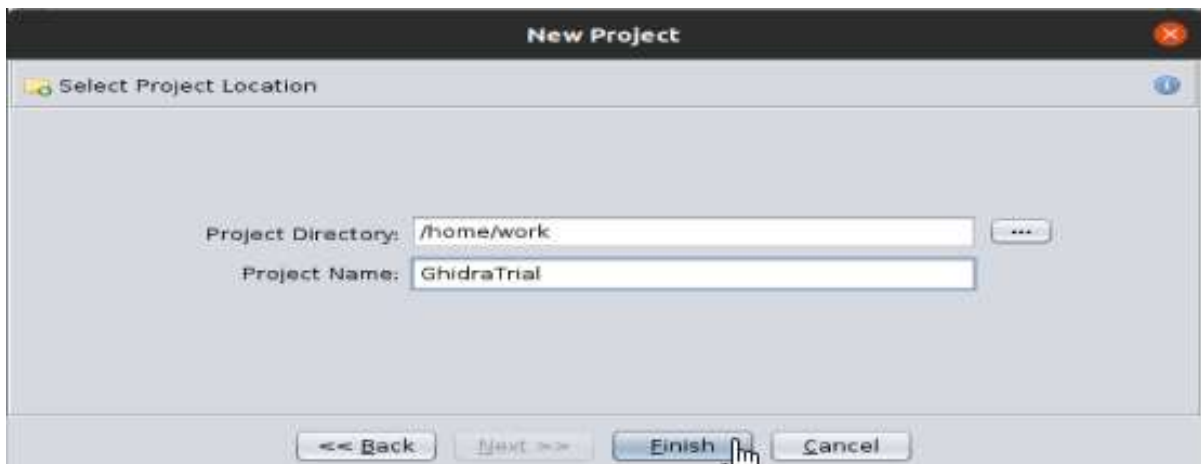 New Project
Select Project Location
Project Directory: /home/work ...
Project Name: GhidraTrial
<< Back Next >> Finish Cancel